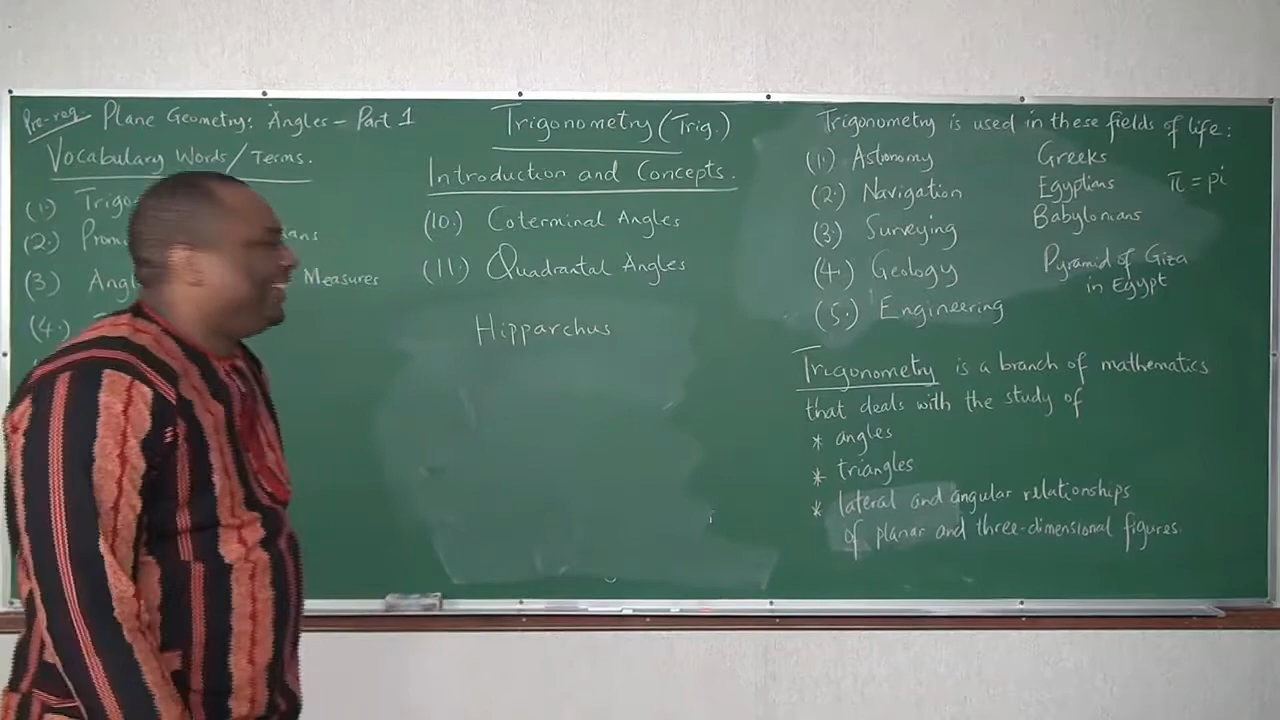 Pre-req Plane Geometry: Angles - Part 1
Vocabulary Words/Terms.
(1.)
(2.)
(3.) Measures
(4.)
Trigonometry (Trig.)
Introduction and Concepts.
(10.) Coterminal Angles
(11.) Quadrantal Angles
Hipparchus
Trigonometry is used in these fields of life:
(1.) Astronomy
(2.) Navigation
(3.) Surveying
(4.) Geology
(5.) Engineering
Greeks
Egyptians
Babylonians
π = pi
Pyramid of Giza
in Egypt
Trigonometry is a branch of mathematics
that deals with the study of
* angles
* triangles
* lateral and angular relationships
of planar and three-dimensional figures.